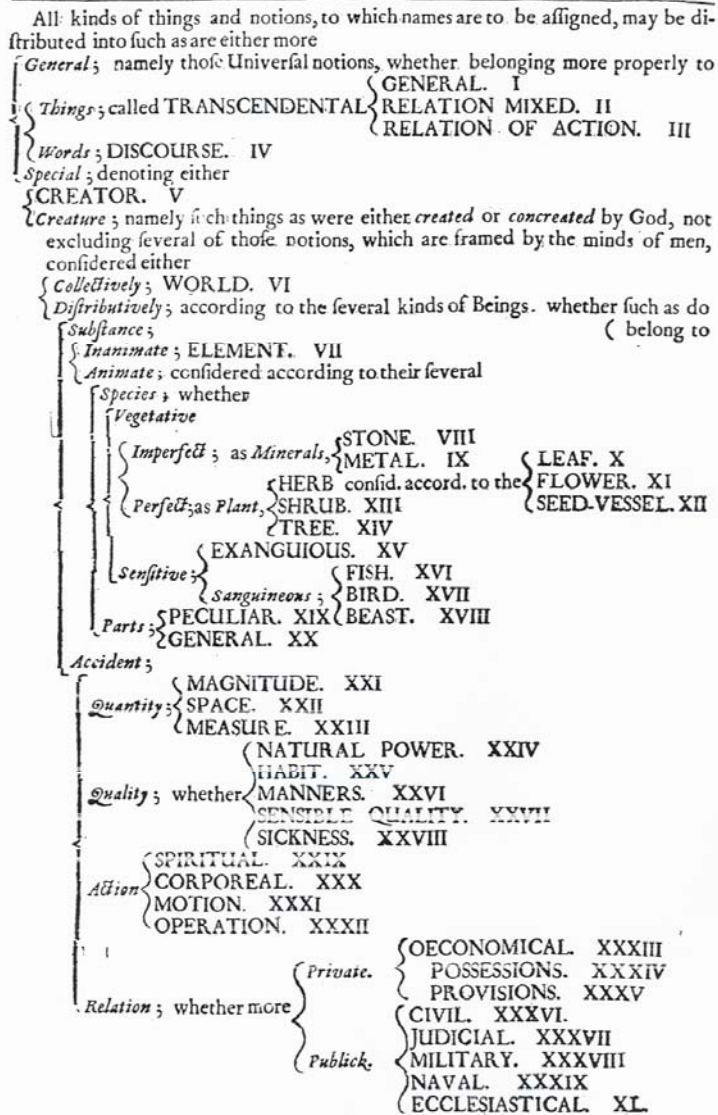 All kinds of things and notions, to which names are to be aſſigned, may be di-
ſtributed into ſuch as are either more
General; namely thoſe Univerſal notions, whether belonging more properly to
GENERAL. I
Things; called TRANSCENDENTAL RELATION MIXED. II
RELATION OF ACTION. III
Words; DISCOURSE. IV
Special; denoting either
CREATOR. V
Creature; namely ſuch things as were either created or concreated by God, not
excluding ſeveral of thoſe notions, which are framed by the minds of men,
conſidered either
Collectively; WORLD. VI
Diſtributively; according to the ſeveral kinds of Beings. whether ſuch as do
Subſtance; ( belong to
Inanimate; ELEMENT. VII
Animate; conſidered according to their ſeveral
Species; whether
Vegetative
STONE. VIII
Imperfect; as Minerals, METAL. IX LEAF. X
HERB conſid. accord. to the FLOWER. XI
Perfect; as Plant, SHRUB. XIII SEED-VESSEL. XII
TREE. XIV
EXANGUIOUS. XV
Senſitive; FISH. XVI
Sanguineous; BIRD. XVII
Parts; PECULIAR. XIX BEAST. XVIII
GENERAL. XX
Accident;
MAGNITUDE. XXI
Quantity; SPACE. XXII
MEASURE. XXIII
NATURAL POWER. XXIV
HABIT. XXV
Quality; whether MANNERS. XXVI
SENSIBLE QUALITY. XXVII
SICKNESS. XXVIII
SPIRITUAL. XXIX
Action CORPOREAL. XXX
MOTION. XXXI
OPERATION. XXXII
OECONOMICAL. XXXIII
Private. POSSESSIONS. XXXIV
PROVISIONS. XXXV
Relation; whether more CIVIL. XXXVI.
JUDICIAL. XXXVII
Publick. MILITARY. XXXVIII
NAVAL. XXXIX
ECCLESIASTICAL. XL.